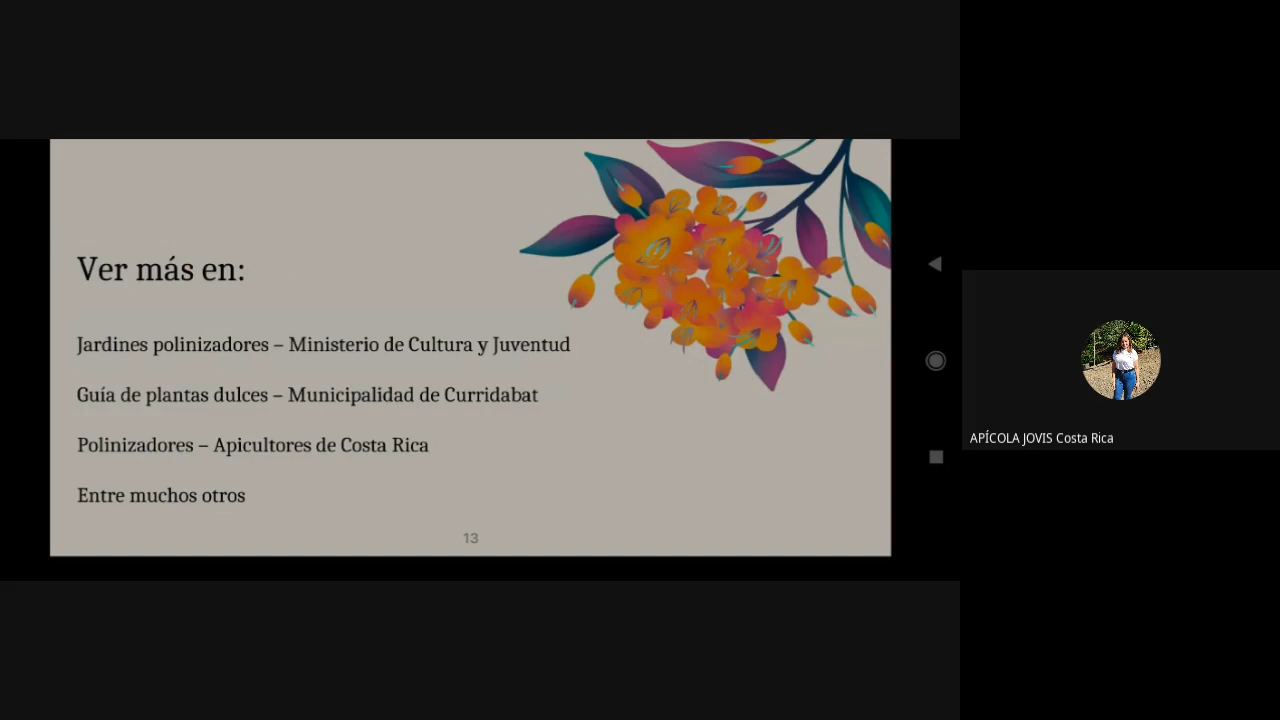 Ver más en:
Jardines polinizadores – Ministerio de Cultura y Juventud
Guía de plantas dulces – Municipalidad de Curridabat
Polinizadores – Apicultores de Costa Rica
Entre muchos otros
13
APÍCOLA JOVIS Costa Rica